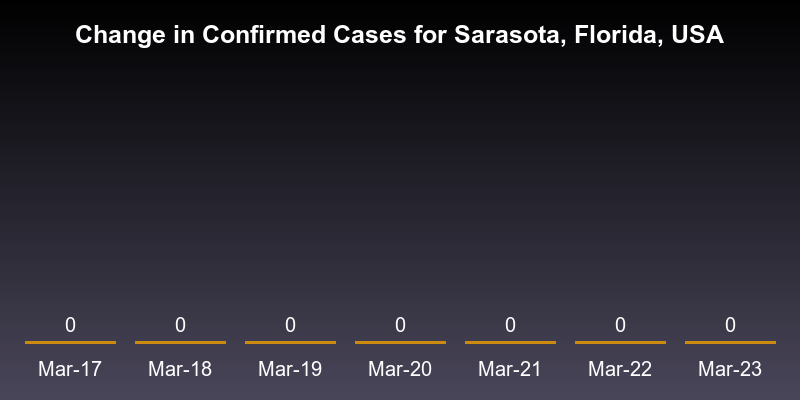 Change in Confirmed Cases for Sarasota, Florida, USA
0 0 0 0 0 0 0
Mar-17 Mar-18 Mar-19 Mar-20 Mar-21 Mar-22 Mar-23